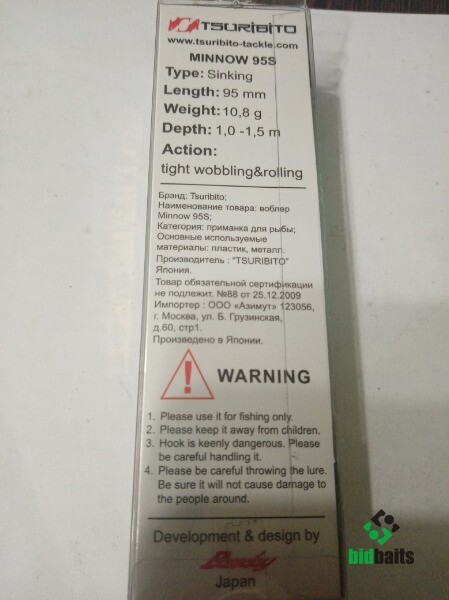 TSURIBITO
www.tsuribito-tackle.com
MINNOW 95S
Type: Sinking
Length: 95 mm
Weight: 10,8 g
Depth: 1,0 -1,5 m
Action:
tight wobbling&rolling
Брэнд: Tsuribito;
Наименование товара: воблер
Minnow 95S;
Категория: приманка для рыбы;
Основные используемые
материалы: пластик, металл.
Производитель : "TSURIBITO"
Япония.
Товар обязательной сертификации
не подлежит. №88 от 25.12.2009
Импортер : ООО «Азимут» 123056,
г. Москва, ул. Б. Грузинская,
д.60, стр1.
Произведено в Японии.
WARNING
1. Please use it for fishing only.
2. Please keep it away from children.
3. Hook is keenly dangerous. Please
be careful handling it.
4. Please be careful throwing the lure.
Be sure it will not cause damage to
the people around.
Development & design by
Japan
bidbaits